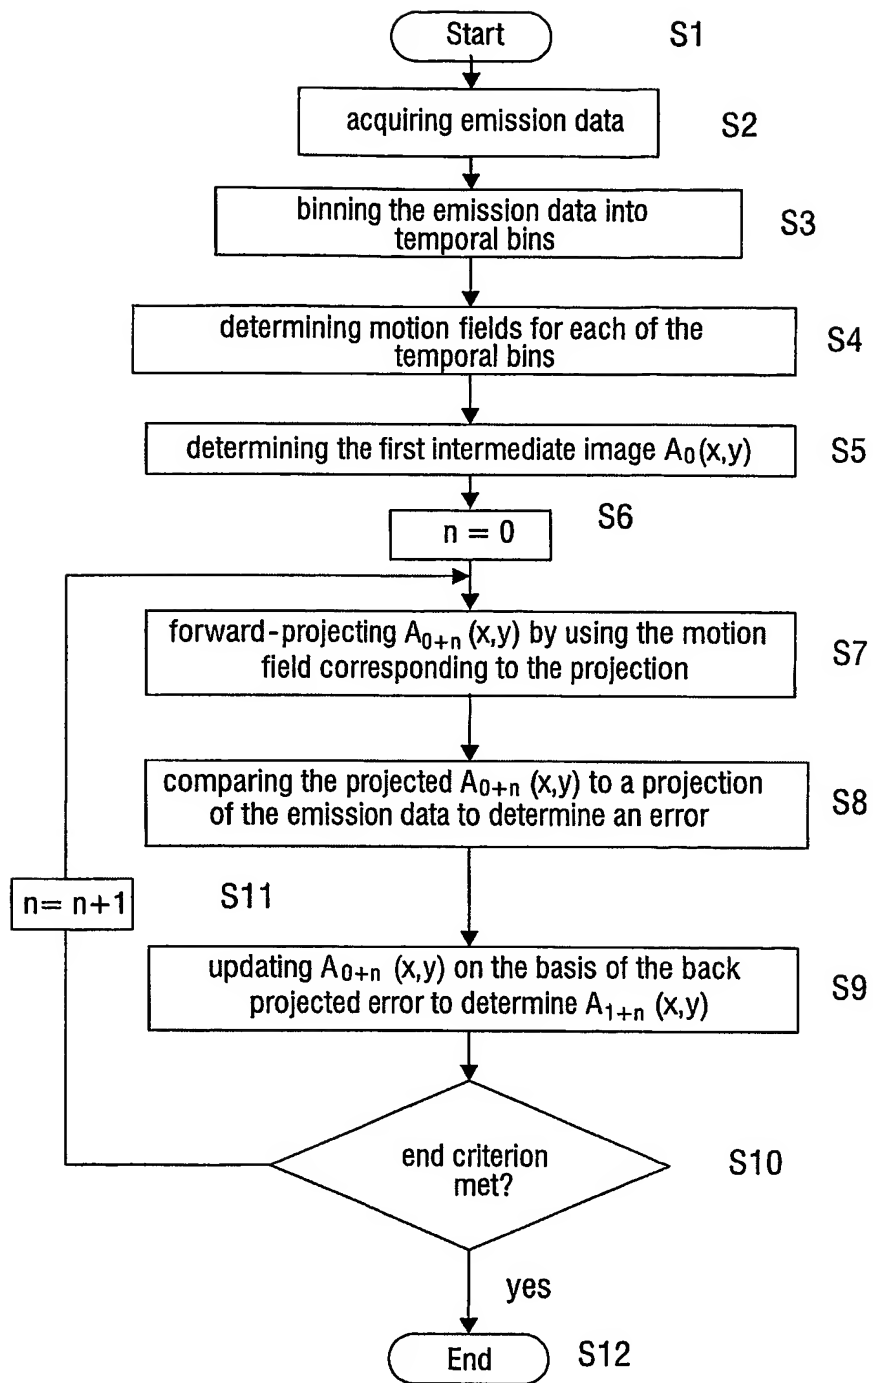 Start
S1
acquiring emission data
S2
binning the emission data into
temporal bins
S3
determining motion fields for each of the
temporal bins
S4
determining the first intermediate image A₀(x,y)
S5
n = 0
S6
forward-projecting A₀₊ₙ (x,y) by using the motion
field corresponding to the projection
S7
comparing the projected A₀₊ₙ (x,y) to a projection
of the emission data to determine an error
S8
n= n+1
S11
updating A₀₊ₙ (x,y) on the basis of the back
projected error to determine A₁₊ₙ (x,y)
S9
end criterion
met?
S10
yes
End
S12